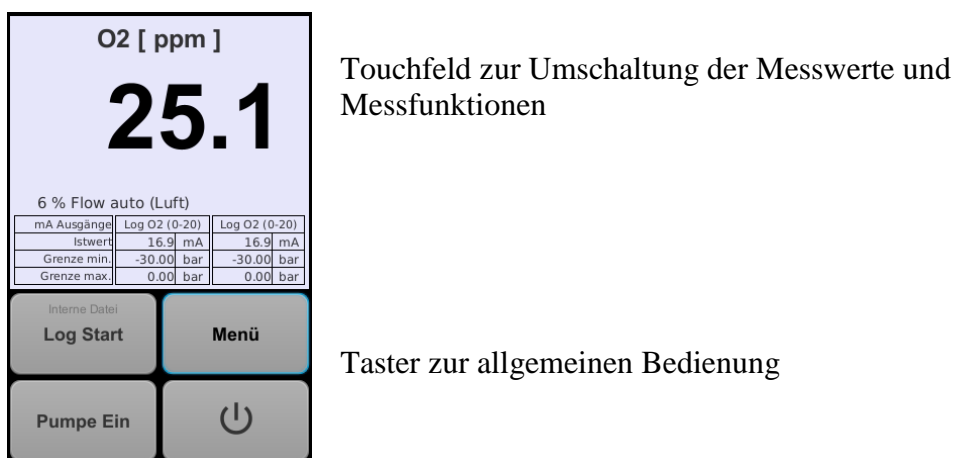 O2 [ ppm ]
25.1
6 % Flow auto (Luft)
mA Ausgänge Log O2 (0-20) Log O2 (0-20)
Istwert 16.9 mA 16.9 mA
Grenze min. -30.00 bar -30.00 bar
Grenze max. 0.00 bar 0.00 bar
Interne Datei
Log Start
Menü
Pumpe Ein
Touchfeld zur Umschaltung der Messwerte und
Messfunktionen
Taster zur allgemeinen Bedienung